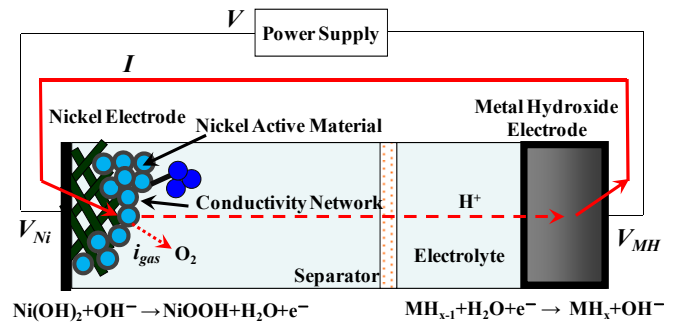 V
Power Supply
I
Nickel Electrode
Metal Hydroxide
Electrode
Nickel Active Material
Conductivity Network
H⁺
V_Ni
V_MH
i_gas
O₂
Electrolyte
Separator
Ni(OH)₂+OH⁻ →NiOOH+H₂O+e⁻
MHₓ₋₁+H₂O+e⁻ → MHₓ+OH⁻